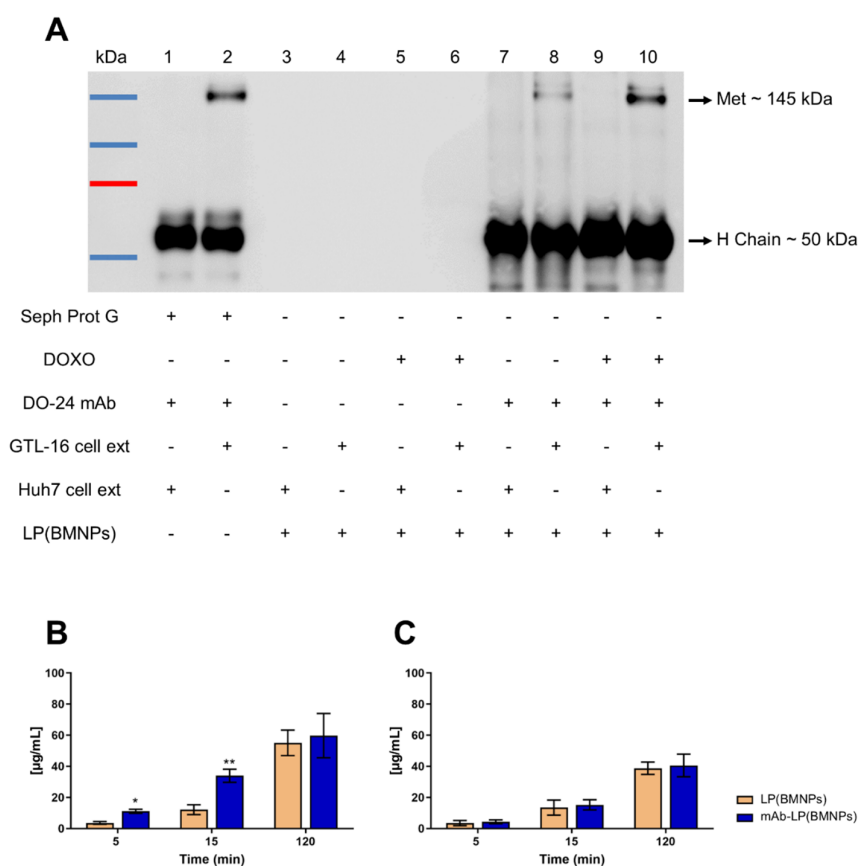 A
kDa 1 2 3 4 5 6 7 8 9 10
Met ~ 145 kDa
H Chain ~ 50 kDa
Seph Prot G + + - - - - - - - -
DOXO - - - - + + - - + +
DO-24 mAb + + - - - - + + + +
GTL-16 cell ext - + - + - + - + - +
Huh7 cell ext + - + - + - + - + -
LP(BMNPs) - - + + + + + + + +
B
100
80
60
40
20
0
[µg/mL]
*
**
5 15 120
Time (min)
C
100
80
60
40
20
0
[µg/mL]
5 15 120
Time (min)
LP(BMNPs)
mAb-LP(BMNPs)